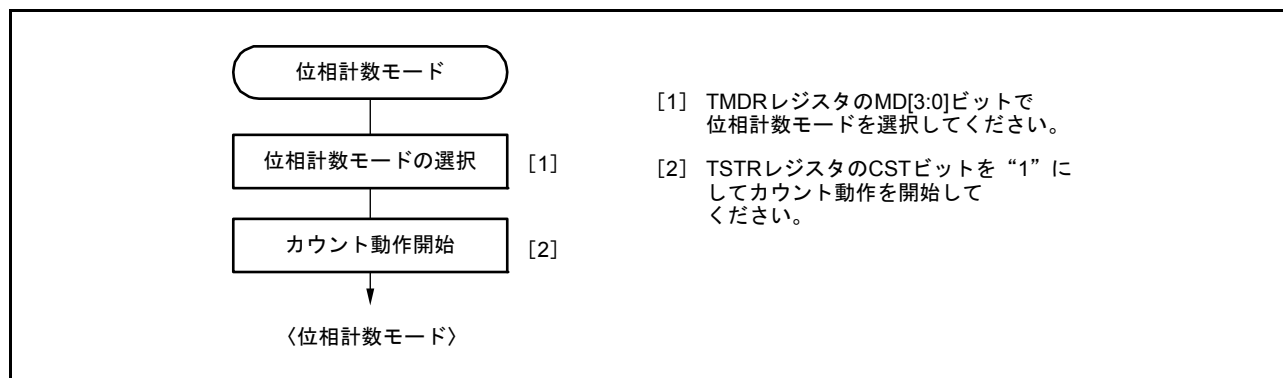 位相計数モード
位相計数モードの選択 [1]
カウント動作開始 [2]
〈位相計数モード〉
[1] TMDRレジスタのMD[3:0]ビットで
位相計数モードを選択してください。
[2] TSTRレジスタのCSTビットを“1”に
してカウント動作を開始して
ください。